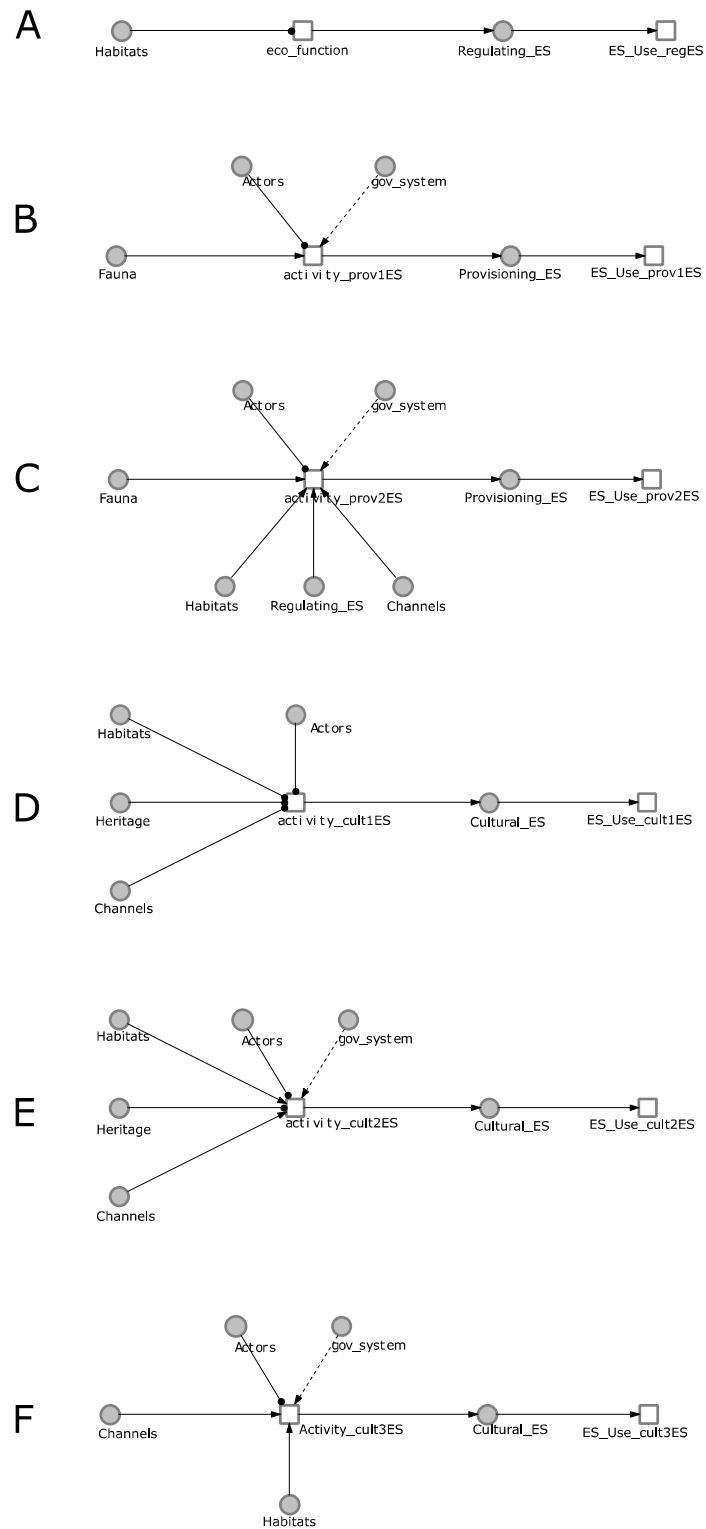 A
Habitats
eco_function
Regulating_ES
ES_Use_regES
B
Actors
gov_system
Fauna
activity_prov1ES
Provisioning_ES
ES_Use_prov1ES
C
Actors
gov_system
Fauna
activity_prov2ES
Provisioning_ES
ES_Use_prov2ES
Habitats
Regulating_ES
Channels
D
Habitats
Actors
Heritage
activity_cult1ES
Cultural_ES
ES_Use_cult1ES
Channels
E
Habitats
Actors
gov_system
Heritage
activity_cult2ES
Cultural_ES
ES_Use_cult2ES
Channels
F
Actors
gov_system
Channels
Activity_cult3ES
Cultural_ES
ES_Use_cult3ES
Habitats